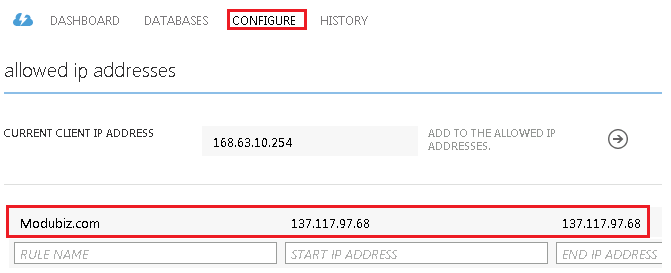 DASHBOARD DATABASES CONFIGURE HISTORY
allowed ip addresses
CURRENT CLIENT IP ADDRESS 168.63.10.254 ADD TO THE ALLOWED IP
ADDRESSES.
Modubiz.com 137.117.97.68 137.117.97.68
RULE NAME START IP ADDRESS END IP ADDRESS